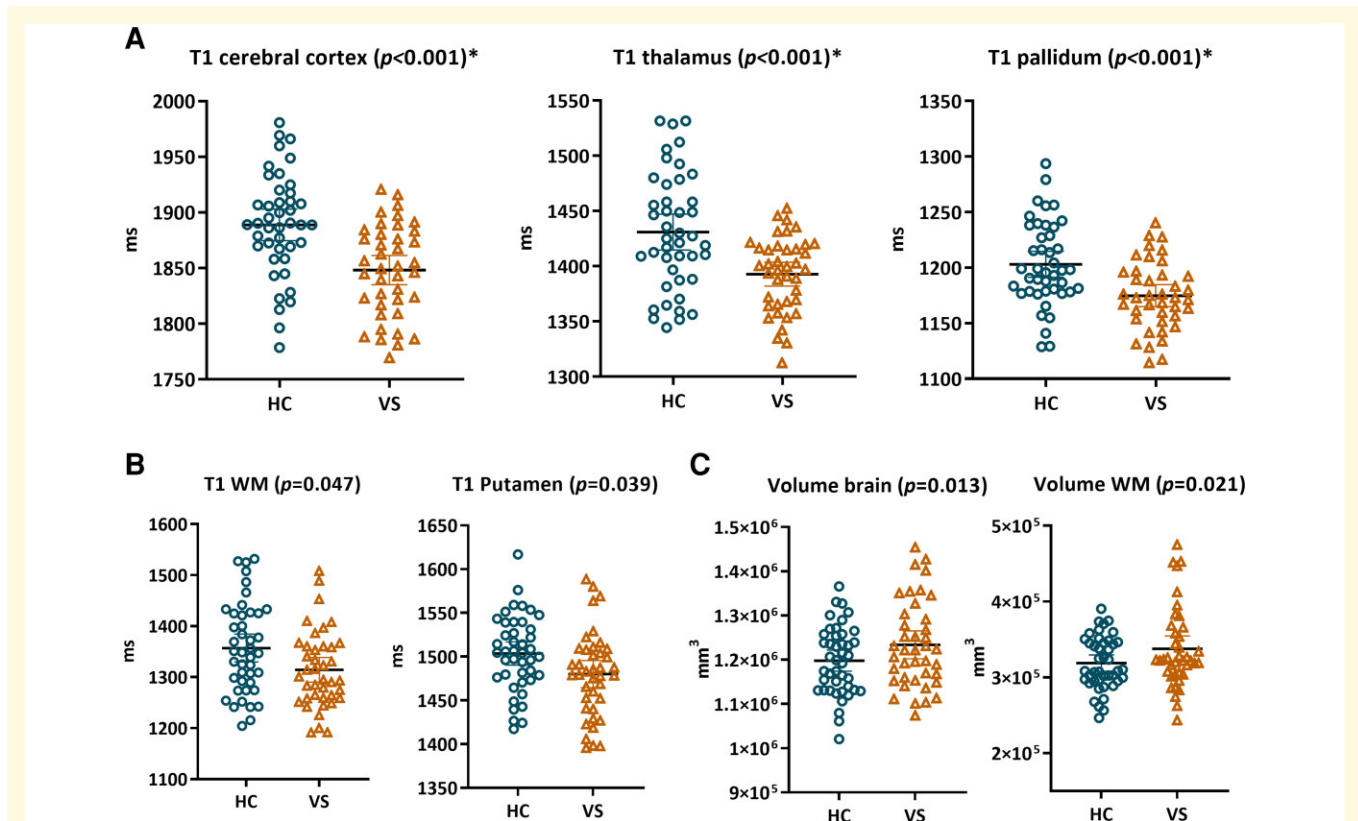 A
T1 cerebral cortex (p<0.001)*
T1 thalamus (p<0.001)*
T1 pallidum (p<0.001)*
2000
1950
1900
1850
1800
1750
ms
HC
VS
1550
1500
1450
1400
1350
1300
ms
HC
VS
1350
1300
1250
1200
1150
1100
ms
HC
VS
B
T1 WM (p=0.047)
T1 Putamen (p=0.039)
1600
1500
1400
1300
1200
1100
ms
HC
VS
1650
1600
1550
1500
1450
1400
1350
ms
HC
VS
C
Volume brain (p=0.013)
Volume WM (p=0.021)
1.5×10⁶
1.4×10⁶
1.3×10⁶
1.2×10⁶
1.1×10⁶
1×10⁶
9×10⁵
mm³
HC
VS
5×10⁵
4×10⁵
3×10⁵
2×10⁵
mm³
HC
VS